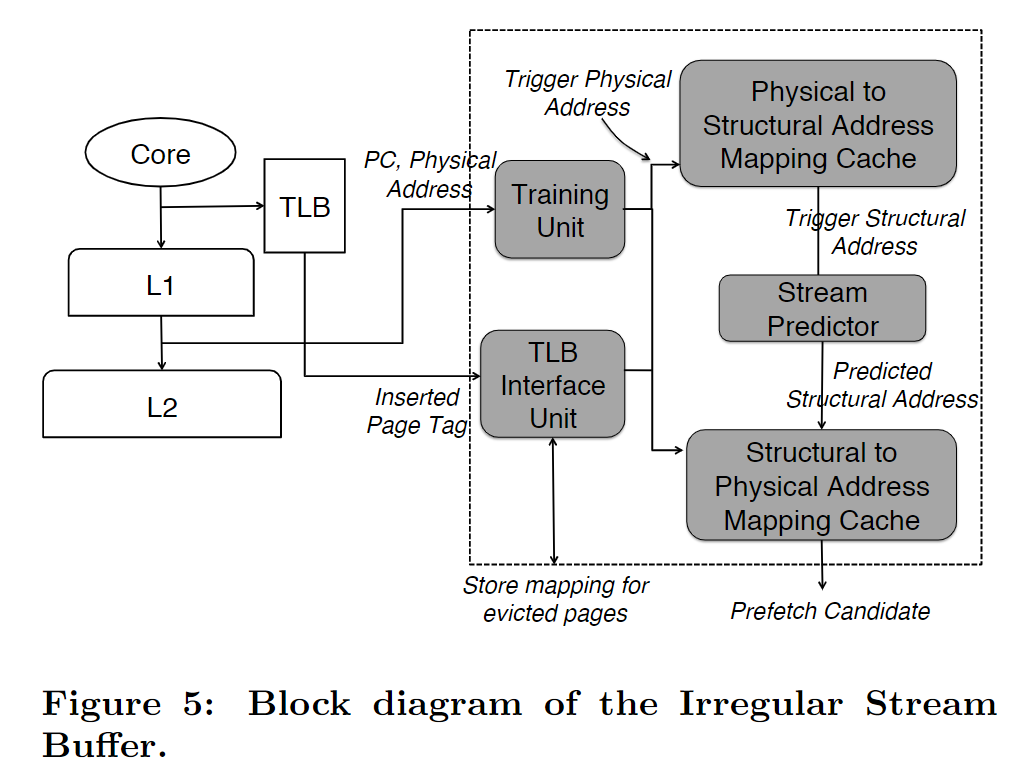 Trigger Physical
Address
Physical to
Structural Address
Mapping Cache
Core
PC, Physical
Address
TLB
Training
Unit
Trigger Structural
Address
L1
Stream
Predictor
TLB
Interface
Unit
Predicted
Structural Address
L2
Inserted
Page Tag
Structural to
Physical Address
Mapping Cache
Store mapping for
evicted pages
Prefetch Candidate
Figure 5: Block diagram of the Irregular Stream
Buffer.